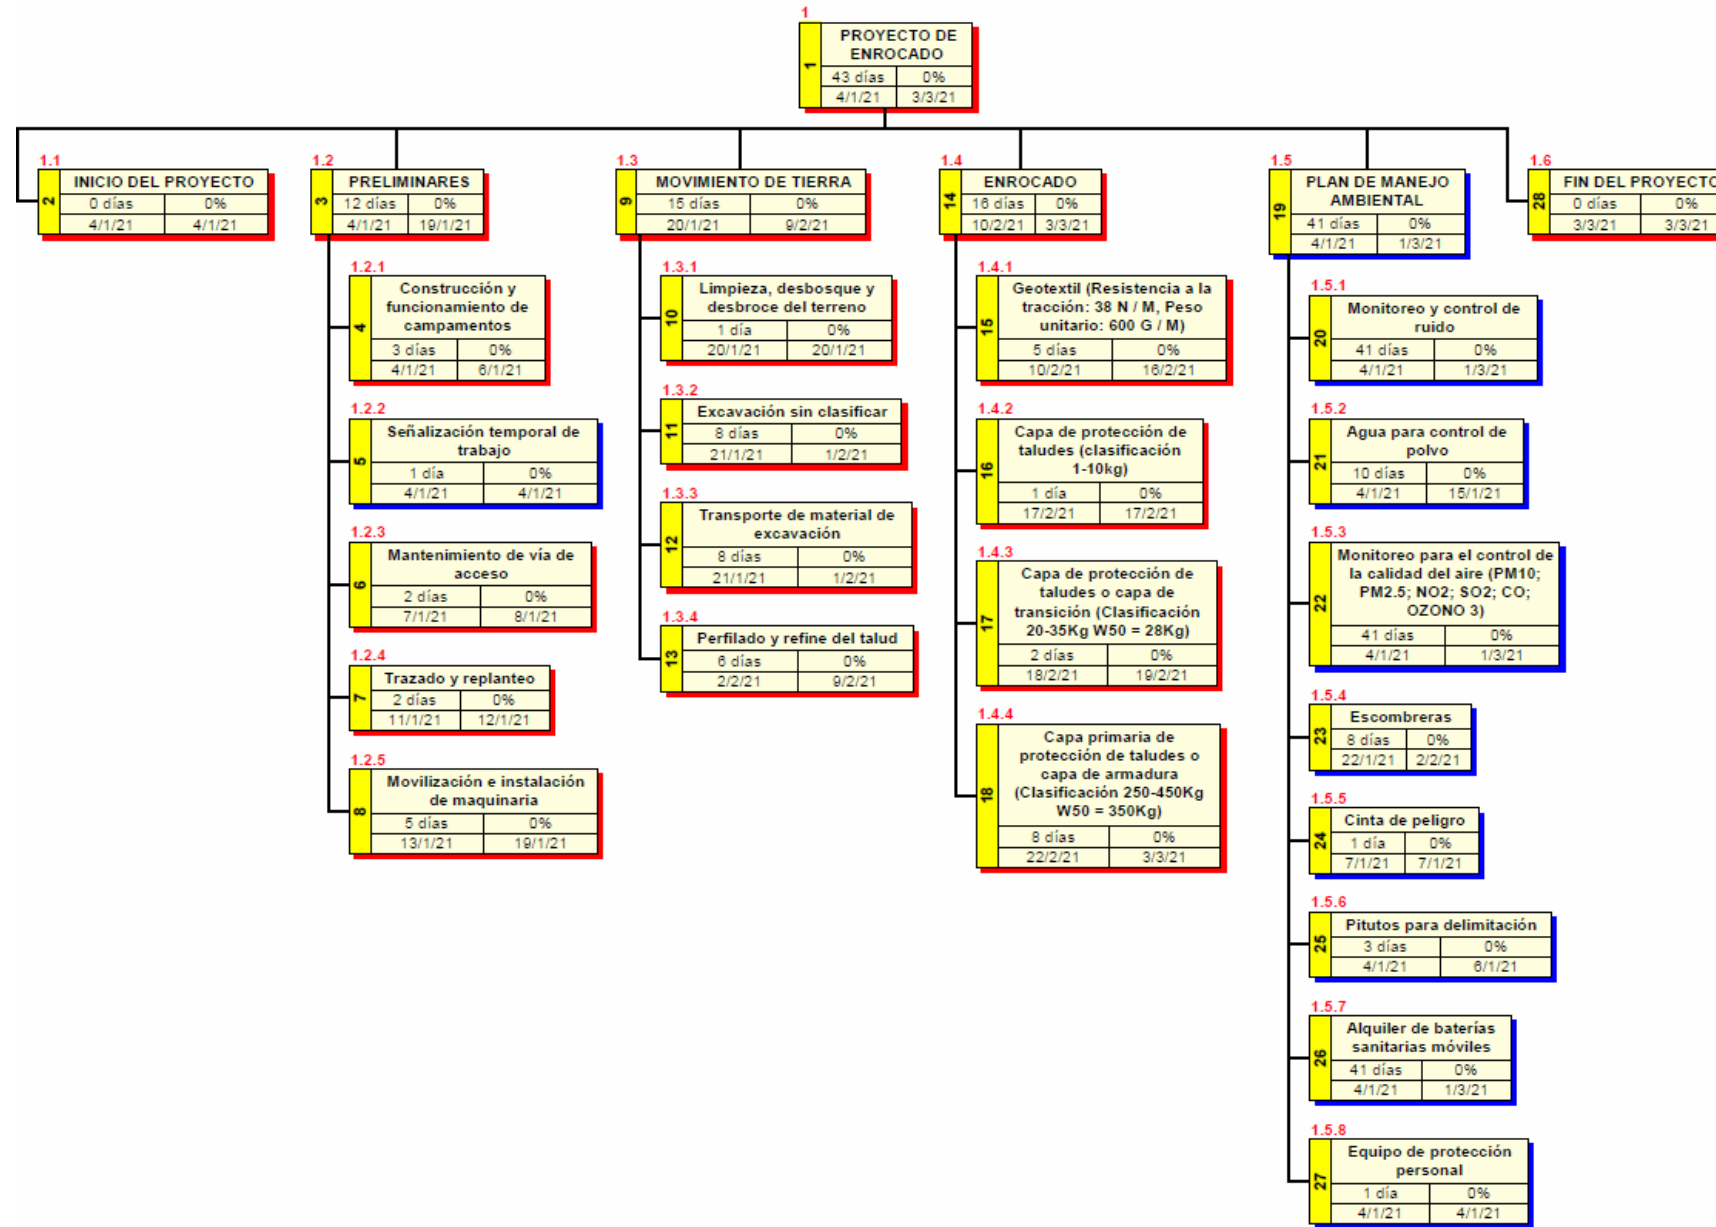 1
1
PROYECTO DE
ENROCADO
43 días 0%
4/1/21 3/3/21
1.1
2
INICIO DEL PROYECTO
0 días 0%
4/1/21 4/1/21
1.2
3
PRELIMINARES
12 días 0%
4/1/21 19/1/21
1.2.1
4
Construcción y
funcionamiento de
campamentos
3 días 0%
4/1/21 6/1/21
1.2.2
5
Señalización temporal de
trabajo
1 día 0%
4/1/21 4/1/21
1.2.3
6
Mantenimiento de vía de
acceso
2 días 0%
7/1/21 8/1/21
1.2.4
7
Trazado y replanteo
2 días 0%
11/1/21 12/1/21
1.2.5
8
Movilización e instalación
de maquinaria
5 días 0%
13/1/21 19/1/21
1.3
9
MOVIMIENTO DE TIERRA
15 días 0%
20/1/21 9/2/21
1.3.1
10
Limpieza, desbosque y
desbroce del terreno
1 día 0%
20/1/21 20/1/21
1.3.2
11
Excavación sin clasificar
8 días 0%
21/1/21 1/2/21
1.3.3
12
Transporte de material de
excavación
8 días 0%
21/1/21 1/2/21
1.3.4
13
Perfilado y refine del talud
6 días 0%
2/2/21 9/2/21
1.4
14
ENROCADO
16 días 0%
10/2/21 3/3/21
1.4.1
15
Geotextil (Resistencia a la
tracción: 38 N / M, Peso
unitario: 600 G / M)
5 días 0%
10/2/21 16/2/21
1.4.2
16
Capa de protección de
taludes (clasificación
1-10kg)
1 día 0%
17/2/21 17/2/21
1.4.3
17
Capa de protección de
taludes o capa de
transición (Clasificación
20-35Kg W50 = 28Kg)
2 días 0%
18/2/21 19/2/21
1.4.4
18
Capa primaria de
protección de taludes o
capa de armadura
(Clasificación 250-450Kg
W50 = 350Kg)
8 días 0%
22/2/21 3/3/21
1.5
19
PLAN DE MANEJO
AMBIENTAL
41 días 0%
4/1/21 1/3/21
1.5.1
20
Monitoreo y control de
ruido
41 días 0%
4/1/21 1/3/21
1.5.2
21
Agua para control de
polvo
10 días 0%
4/1/21 15/1/21
1.5.3
22
Monitoreo para el control de
la calidad del aire (PM10;
PM2.5; NO2; SO2; CO;
OZONO 3)
41 días 0%
4/1/21 1/3/21
1.5.4
23
Escombreras
8 días 0%
22/1/21 2/2/21
1.5.5
24
Cinta de peligro
1 día 0%
7/1/21 7/1/21
1.5.6
25
Pitutos para delimitación
3 días 0%
4/1/21 6/1/21
1.5.7
26
Alquiler de baterías
sanitarias móviles
41 días 0%
4/1/21 1/3/21
1.5.8
27
Equipo de protección
personal
1 día 0%
4/1/21 4/1/21
1.6
28
FIN DEL PROYECTO
0 días 0%
3/3/21 3/3/21